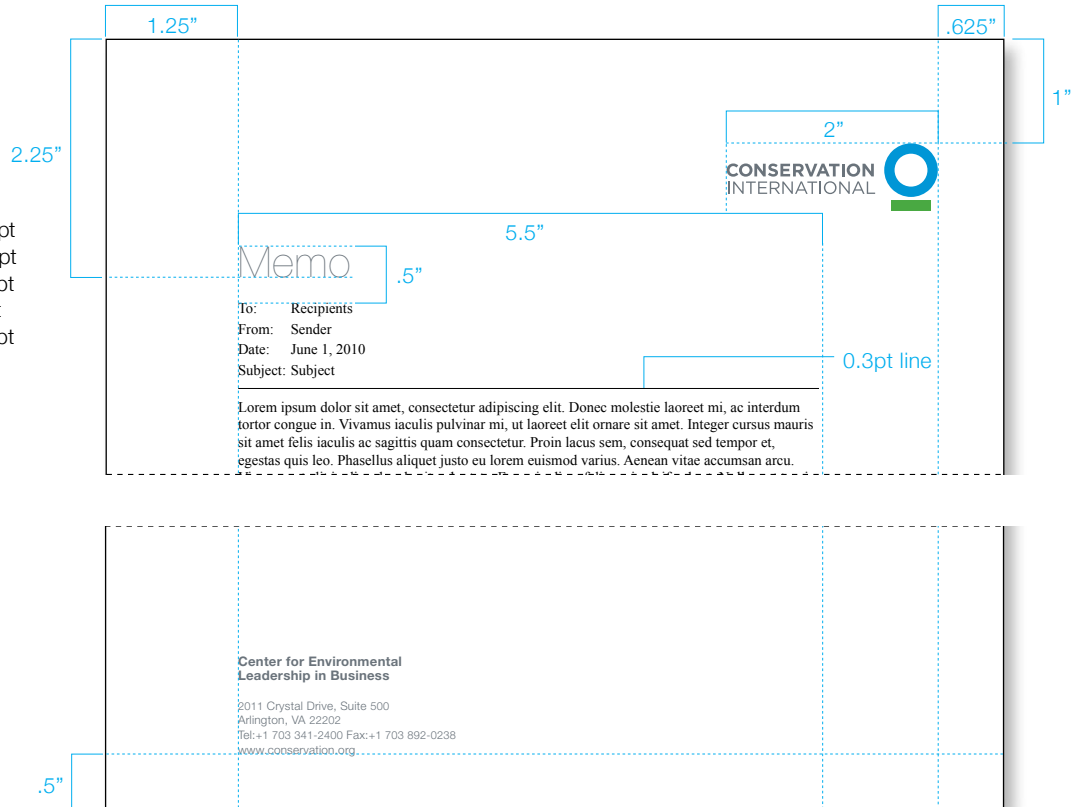 1.25”
.625”
1”
2”
2.25”
CONSERVATION
INTERNATIONAL
pt
pt
pt
pt
5.5”
Memo
.5”
To: Recipients
From: Sender
Date: June 1, 2010
Subject: Subject
0.3pt line
Lorem ipsum dolor sit amet, consectetur adipiscing elit. Donec molestie laoreet mi, ac interdum
tortor congue in. Vivamus iaculis pulvinar mi, ut laoreet elit ornare sit amet. Integer cursus mauris
sit amet felis iaculis ac sagittis quam consectetur. Proin lacus sem, consequat sed tempor et,
egestas quis leo. Phasellus aliquet justo eu lorem euismod varius. Aenean vitae accumsan arcu.
Center for Environmental
Leadership in Business
2011 Crystal Drive, Suite 500
Arlington, VA 22202
Tel:+1 703 341-2400 Fax:+1 703 892-0238
www.conservation.org
.5”